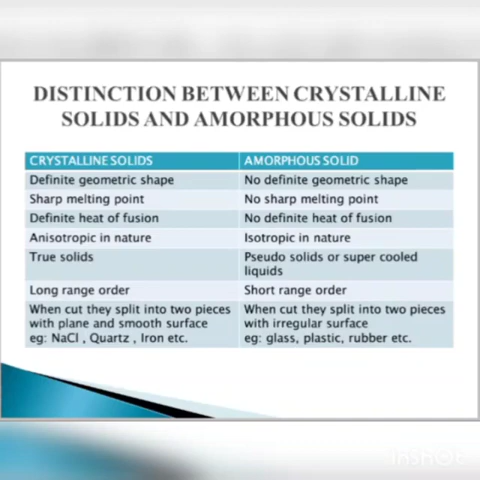 DISTINCTION BETWEEN CRYSTALLINE
SOLIDS AND AMORPHOUS SOLIDS
CRYSTALLINE SOLIDS
AMORPHOUS SOLID
Definite geometric shape
No definite geometric shape
Sharp melting point
No sharp melting point
Definite heat of fusion
No definite heat of fusion
Anisotropic in nature
Isotropic in nature
True solids
Pseudo solids or super cooled
liquids
Long range order
Short range order
When cut they split into two pieces
with plane and smooth surface
eg: NaCl , Quartz , Iron etc.
When cut they split into two pieces
with irregular surface
eg: glass, plastic, rubber etc.
InShOt